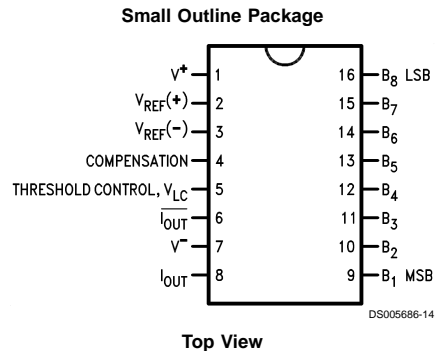 Small Outline Package
V+ 1 16 B8 LSB
VREF(+) 2 15 B7
VREF(−) 3 14 B6
COMPENSATION 4 13 B5
THRESHOLD CONTROL, VLC 5 12 B4
I̅O̅U̅T̅ 6 11 B3
V− 7 10 B2
IOUT 8 9 B1 MSB
DS005686-14
Top View